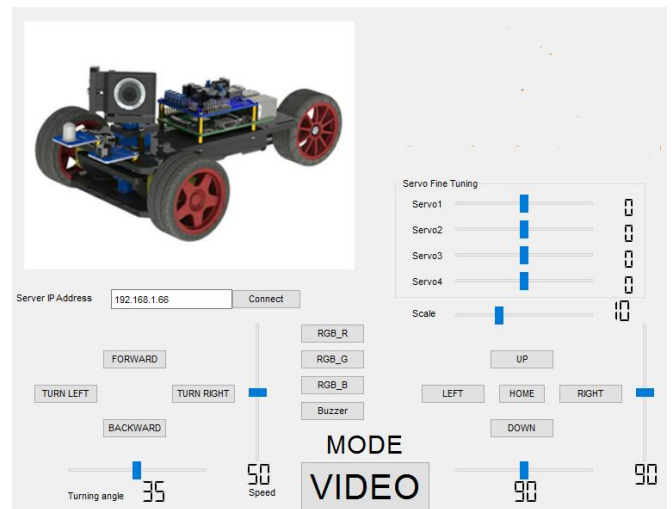 Servo Fine Tuning
Servo1 0
Servo2 0
Servo3 0
Servo4 0
Server IP Address 192.168.1.66 Connect
Scale 10
RGB_R
FORWARD RGB_G UP
TURN LEFT TURN RIGHT RGB_B LEFT HOME RIGHT
Buzzer
BACKWARD DOWN
MODE
Turning angle 35 50 Speed VIDEO 90 90